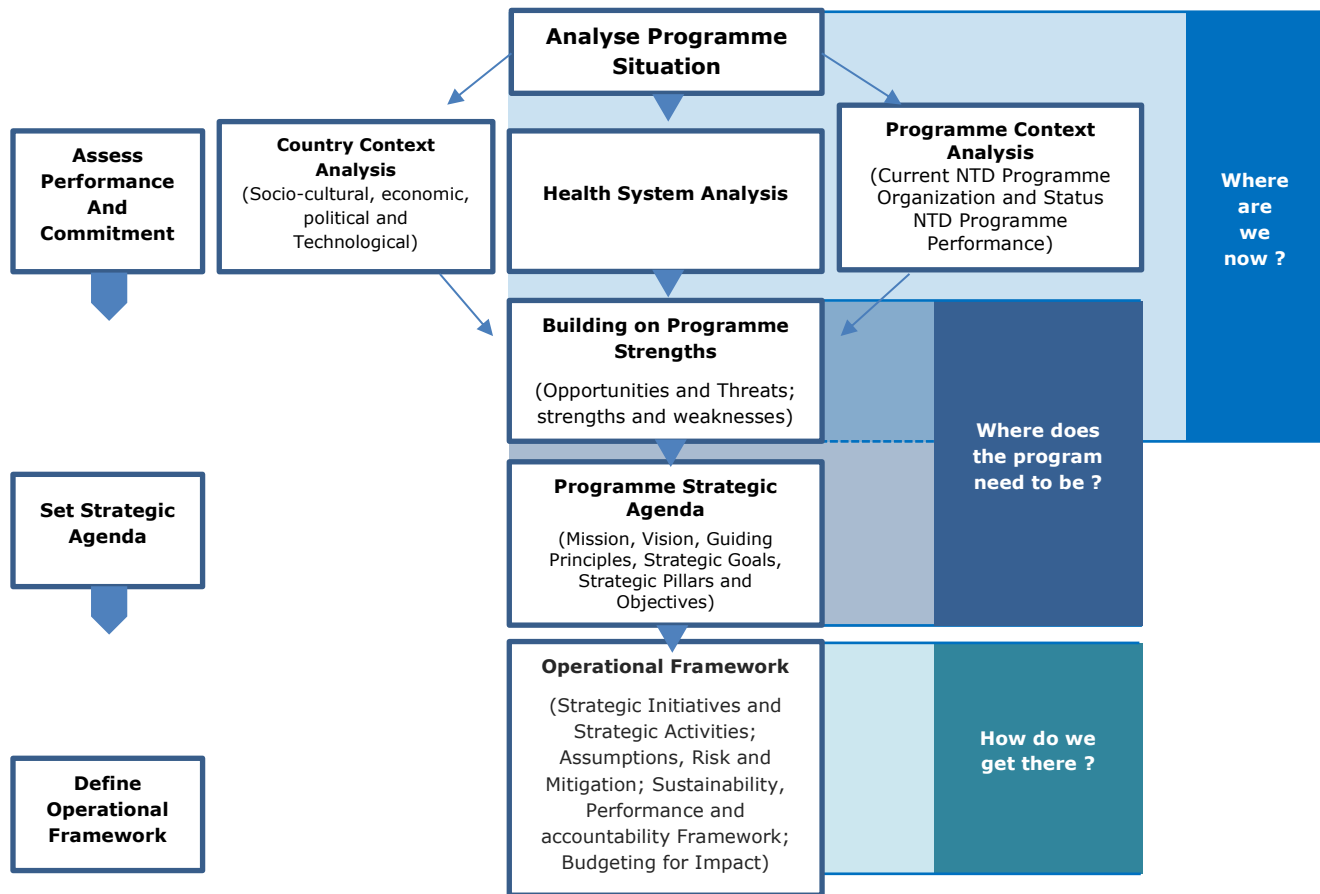 Analyse Programme
Situation
Assess
Performance
And
Commitment
Country Context
Analysis
(Socio-cultural, economic,
political and
Technological)
Health System Analysis
Programme Context
Analysis
(Current NTD Programme
Organization and Status
NTD Programme
Performance)
Where
are
we
now ?
Building on Programme
Strengths
(Opportunities and Threats;
strengths and weaknesses)
Where does
the program
need to be ?
Set Strategic
Agenda
Programme Strategic
Agenda
(Mission, Vision, Guiding
Principles, Strategic Goals,
Strategic Pillars and
Objectives)
Define
Operational
Framework
Operational Framework
(Strategic Initiatives and
Strategic Activities;
Assumptions, Risk and
Mitigation; Sustainability,
Performance and
accountability Framework;
Budgeting for Impact)
How do we
get there ?